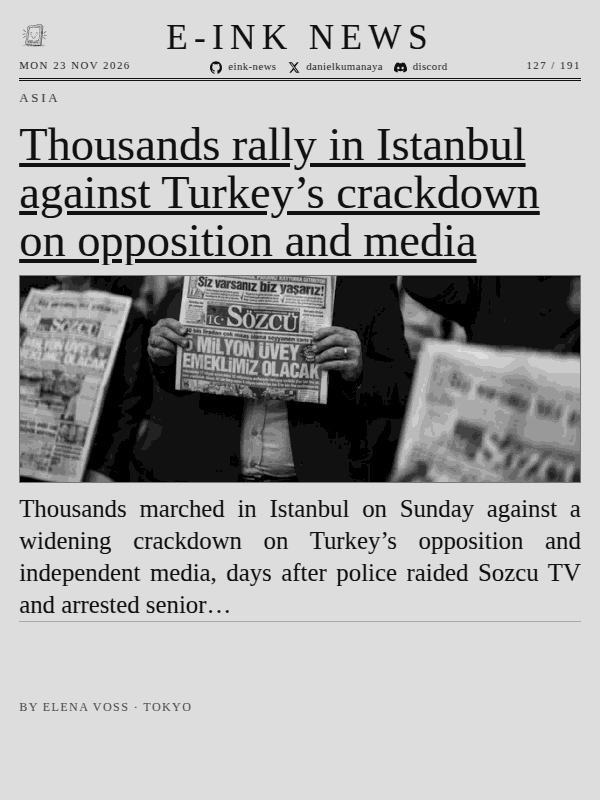 E-INK NEWS
MON 23 NOV 2026
eink-news
danielkumanaya
discord
127 / 191
ASIA
Thousands rally in Istanbul
against Turkey’s crackdown
on opposition and media
Siz varsanız biz yaşarız!
SÖZCÜ
SÖZCÜ
5 MİLYON ÜVEY
EMEKLİMİZ OLACAK
Thousands marched in Istanbul on Sunday against a
widening crackdown on Turkey’s opposition and
independent media, days after police raided Sozcu TV
and arrested senior…
BY ELENA VOSS · TOKYO